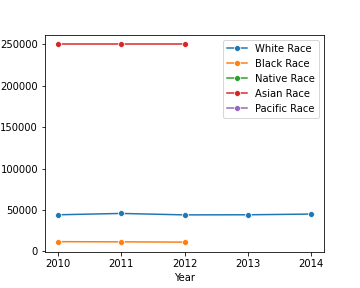 250000
200000
150000
100000
50000
0
White Race
Black Race
Native Race
Asian Race
Pacific Race
2010 2011 2012 2013 2014
Year